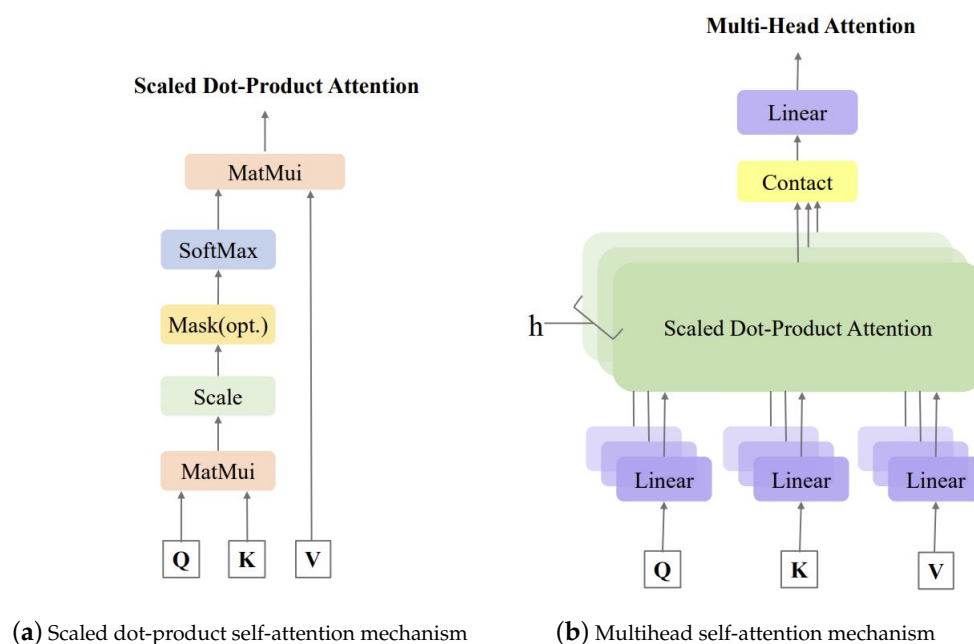 Scaled Dot-Product Attention
MatMui
SoftMax
Mask(opt.)
Scale
MatMui
Q K V
(a) Scaled dot-product self-attention mechanism
Multi-Head Attention
Linear
Contact
h
Scaled Dot-Product Attention
Linear Linear Linear
Q K V
(b) Multihead self-attention mechanism